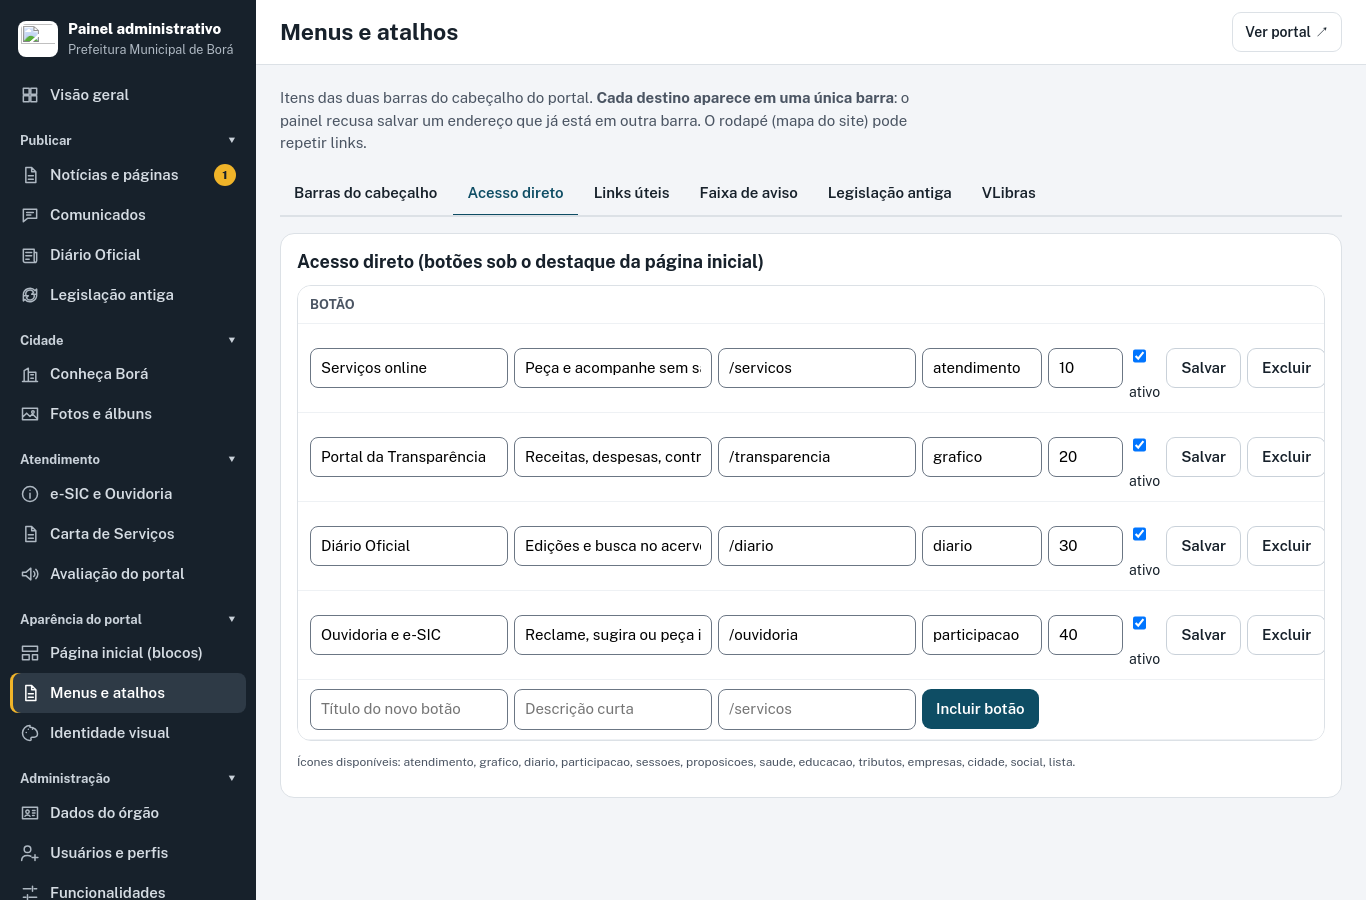 Painel administrativo
Prefeitura Municipal de Borá
Visão geral
Publicar
Notícias e páginas 1
Comunicados
Diário Oficial
Legislação antiga
Cidade
Conheça Borá
Fotos e álbuns
Atendimento
e-SIC e Ouvidoria
Carta de Serviços
Avaliação do portal
Aparência do portal
Página inicial (blocos)
Menus e atalhos
Identidade visual
Administração
Dados do órgão
Usuários e perfis
Funcionalidades
Menus e atalhos
Ver portal ↗
Itens das duas barras do cabeçalho do portal. Cada destino aparece em uma única barra: o
painel recusa salvar um endereço que já está em outra barra. O rodapé (mapa do site) pode
repetir links.
Barras do cabeçalho Acesso direto Links úteis Faixa de aviso Legislação antiga VLibras
Acesso direto (botões sob o destaque da página inicial)
BOTÃO
Serviços online Peça e acompanhe sem s /servicos atendimento 10 ativo Salvar Excluir
Portal da Transparência Receitas, despesas, contr /transparencia grafico 20 ativo Salvar Excluir
Diário Oficial Edições e busca no acerv /diario diario 30 ativo Salvar Excluir
Ouvidoria e e-SIC Reclame, sugira ou peça i /ouvidoria participacao 40 ativo Salvar Excluir
Título do novo botão Descrição curta /servicos Incluir botão
Ícones disponíveis: atendimento, grafico, diario, participacao, sessoes, proposicoes, saude, educacao, tributos, empresas, cidade, social, lista.